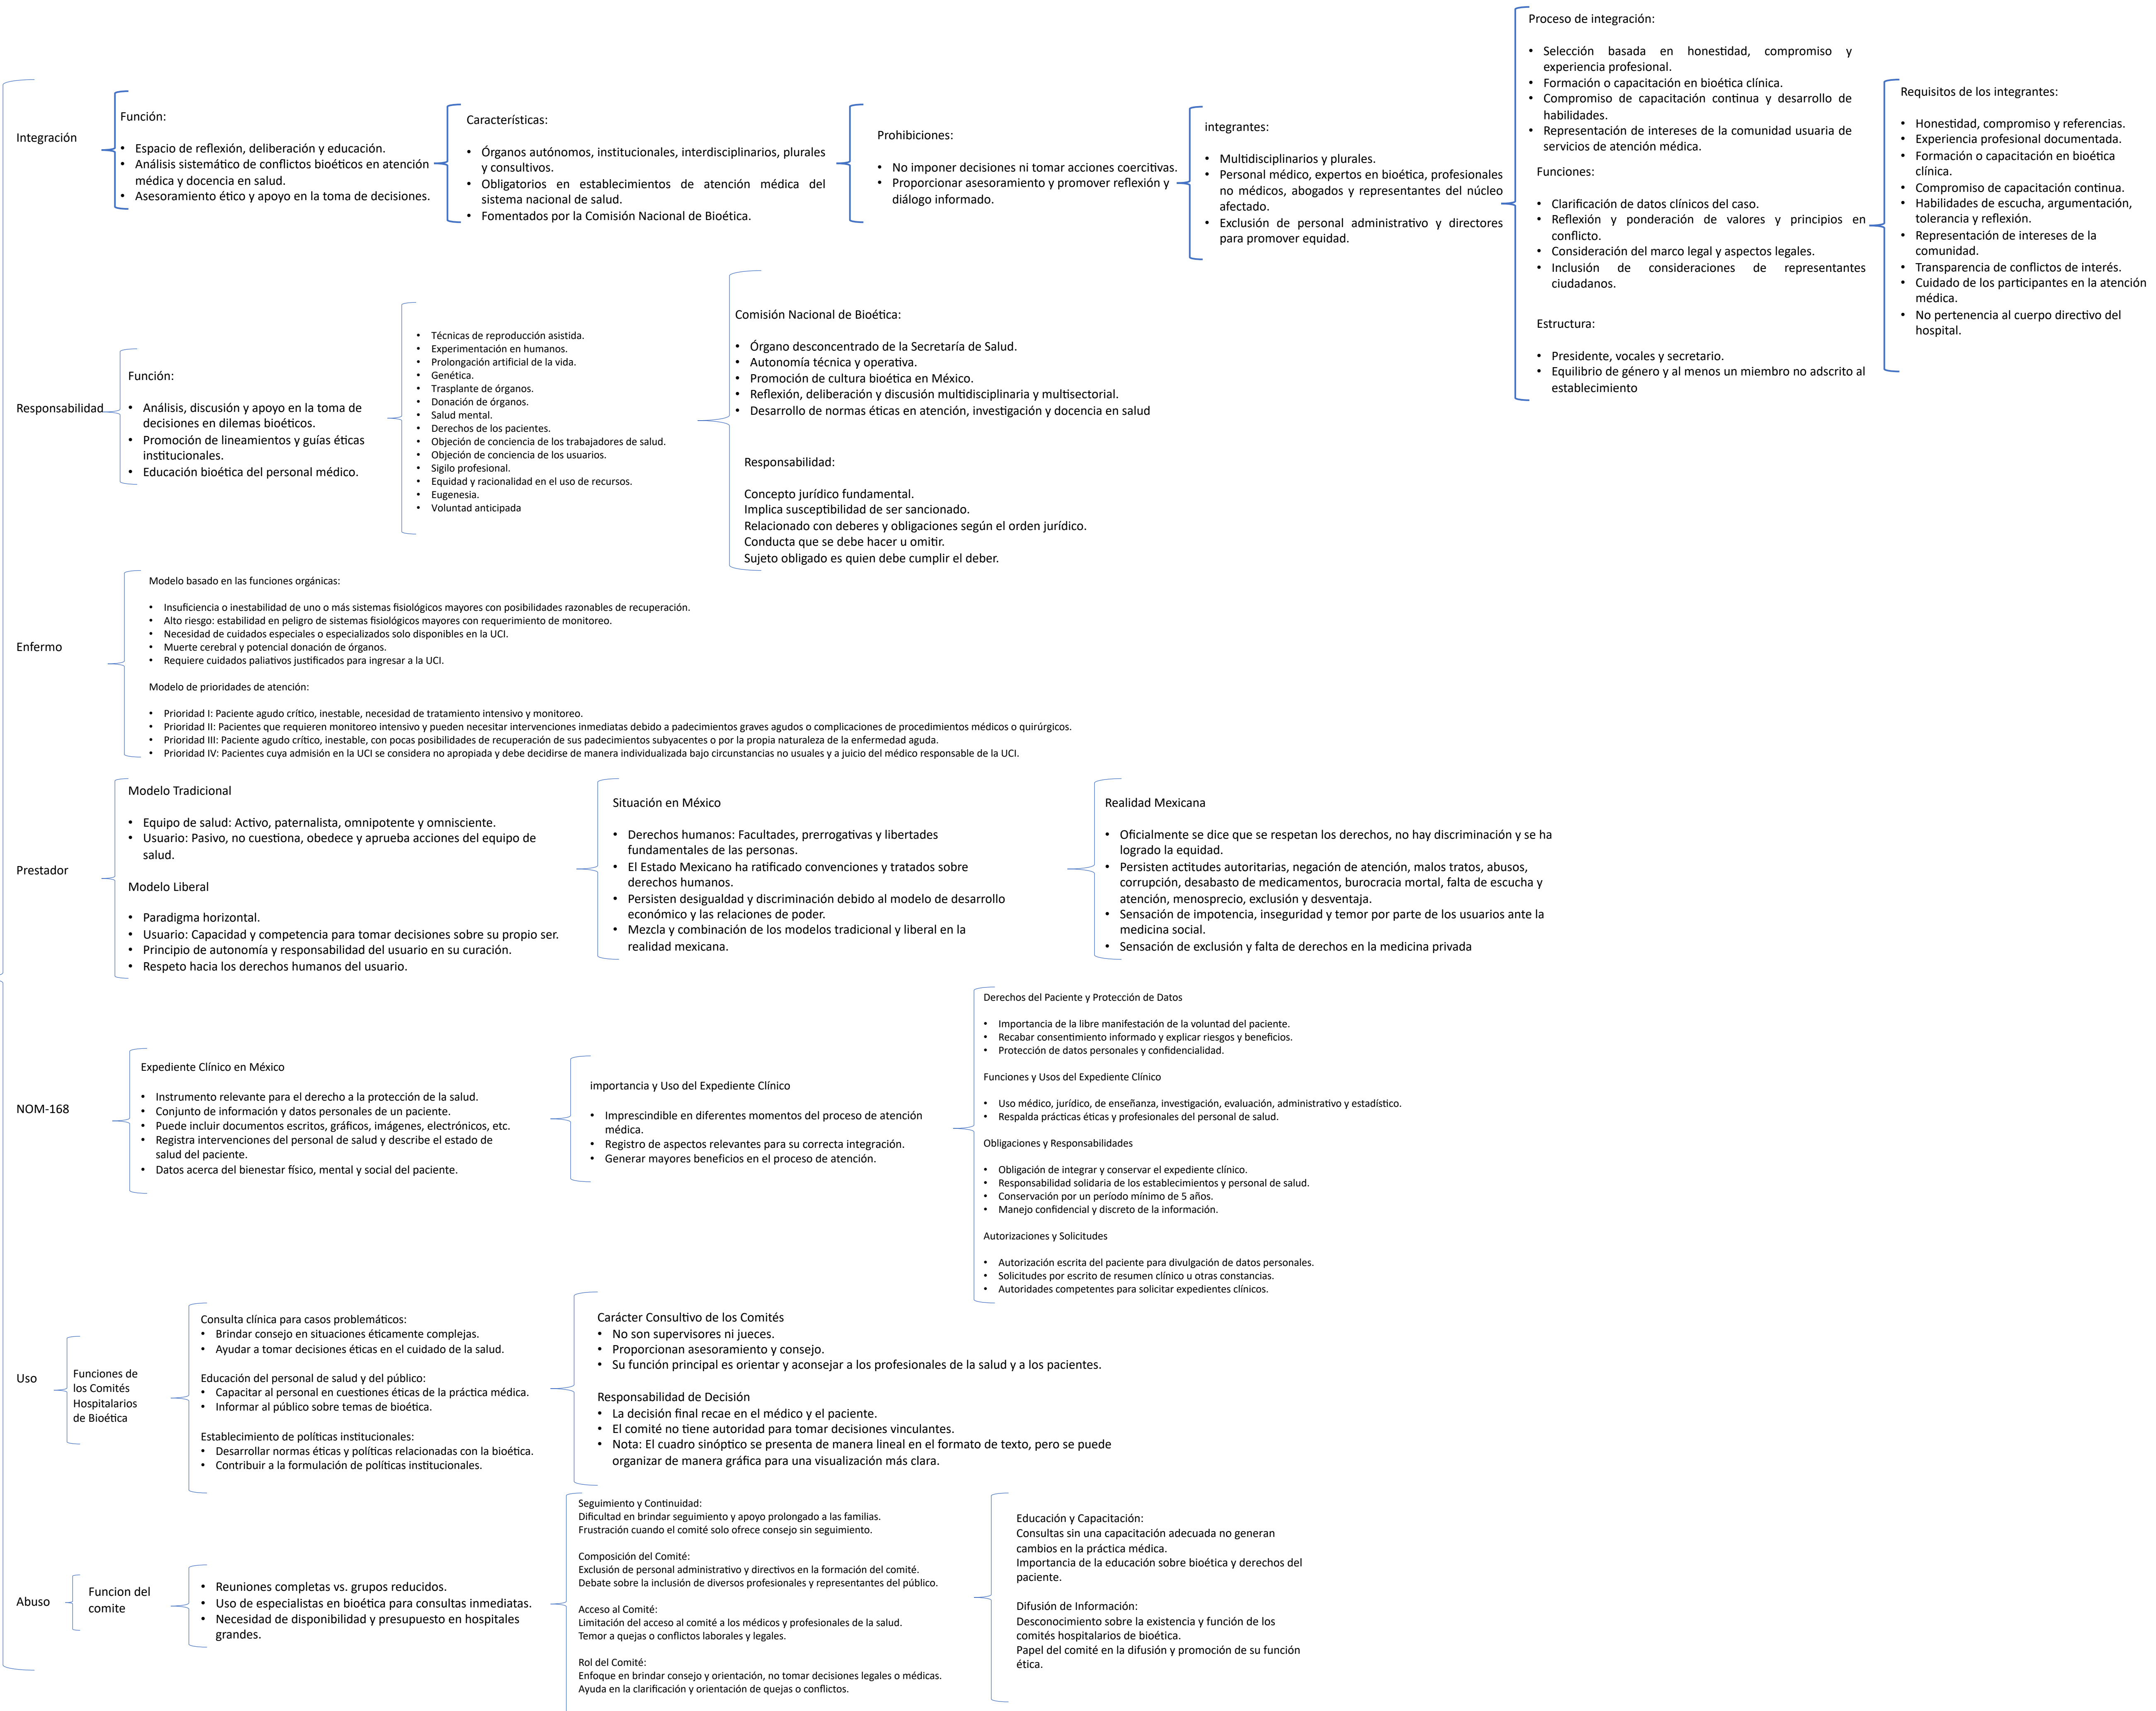 Integración
Función:
• Espacio de reflexión, deliberación y educación.
• Análisis sistemático de conflictos bioéticos en atención
médica y docencia en salud.
• Asesoramiento ético y apoyo en la toma de decisiones.
Características:
• Órganos autónomos, institucionales, interdisciplinarios, plurales
y consultivos.
• Obligatorios en establecimientos de atención médica del
sistema nacional de salud.
• Fomentados por la Comisión Nacional de Bioética.
Prohibiciones:
• No imponer decisiones ni tomar acciones coercitivas.
• Proporcionar asesoramiento y promover reflexión y
diálogo informado.
integrantes:
• Multidisciplinarios y plurales.
• Personal médico, expertos en bioética, profesionales
no médicos, abogados y representantes del núcleo
afectado.
• Exclusión de personal administrativo y directores
para promover equidad.
Proceso de integración:
• Selección basada en honestidad, compromiso y
experiencia profesional.
• Formación o capacitación en bioética clínica.
• Compromiso de capacitación continua y desarrollo de
habilidades.
• Representación de intereses de la comunidad usuaria de
servicios de atención médica.
Funciones:
• Clarificación de datos clínicos del caso.
• Reflexión y ponderación de valores y principios en
conflicto.
• Consideración del marco legal y aspectos legales.
• Inclusión de consideraciones de representantes
ciudadanos.
Estructura:
• Presidente, vocales y secretario.
• Equilibrio de género y al menos un miembro no adscrito al
establecimiento
Requisitos de los integrantes:
• Honestidad, compromiso y referencias.
• Experiencia profesional documentada.
• Formación o capacitación en bioética
clínica.
• Compromiso de capacitación continua.
• Habilidades de escucha, argumentación,
tolerancia y reflexión.
• Representación de intereses de la
comunidad.
• Transparencia de conflictos de interés.
• Cuidado de los participantes en la atención
médica.
• No pertenencia al cuerpo directivo del
hospital.
Responsabilidad
Función:
• Análisis, discusión y apoyo en la toma de
decisiones en dilemas bioéticos.
• Promoción de lineamientos y guías éticas
institucionales.
• Educación bioética del personal médico.
• Técnicas de reproducción asistida.
• Experimentación en humanos.
• Prolongación artificial de la vida.
• Genética.
• Trasplante de órganos.
• Donación de órganos.
• Salud mental.
• Derechos de los pacientes.
• Objeción de conciencia de los trabajadores de salud.
• Objeción de conciencia de los usuarios.
• Sigilo profesional.
• Equidad y racionalidad en el uso de recursos.
• Eugenesia.
• Voluntad anticipada
Comisión Nacional de Bioética:
• Órgano desconcentrado de la Secretaría de Salud.
• Autonomía técnica y operativa.
• Promoción de cultura bioética en México.
• Reflexión, deliberación y discusión multidisciplinaria y multisectorial.
• Desarrollo de normas éticas en atención, investigación y docencia en salud
Responsabilidad:
Concepto jurídico fundamental.
Implica susceptibilidad de ser sancionado.
Relacionado con deberes y obligaciones según el orden jurídico.
Conducta que se debe hacer u omitir.
Sujeto obligado es quien debe cumplir el deber.
Enfermo
Modelo basado en las funciones orgánicas:
• Insuficiencia o inestabilidad de uno o más sistemas fisiológicos mayores con posibilidades razonables de recuperación.
• Alto riesgo: estabilidad en peligro de sistemas fisiológicos mayores con requerimiento de monitoreo.
• Necesidad de cuidados especiales o especializados solo disponibles en la UCI.
• Muerte cerebral y potencial donación de órganos.
• Requiere cuidados paliativos justificados para ingresar a la UCI.
Modelo de prioridades de atención:
• Prioridad I: Paciente agudo crítico, inestable, necesidad de tratamiento intensivo y monitoreo.
• Prioridad II: Pacientes que requieren monitoreo intensivo y pueden necesitar intervenciones inmediatas debido a padecimientos graves agudos o complicaciones de procedimientos médicos o quirúrgicos.
• Prioridad III: Paciente agudo crítico, inestable, con pocas posibilidades de recuperación de sus padecimientos subyacentes o por la propia naturaleza de la enfermedad aguda.
• Prioridad IV: Pacientes cuya admisión en la UCI se considera no apropiada y debe decidirse de manera individualizada bajo circunstancias no usuales y a juicio del médico responsable de la UCI.
Prestador
Modelo Tradicional
• Equipo de salud: Activo, paternalista, omnipotente y omnisciente.
• Usuario: Pasivo, no cuestiona, obedece y aprueba acciones del equipo de
salud.
Modelo Liberal
• Paradigma horizontal.
• Usuario: Capacidad y competencia para tomar decisiones sobre su propio ser.
• Principio de autonomía y responsabilidad del usuario en su curación.
• Respeto hacia los derechos humanos del usuario.
Situación en México
• Derechos humanos: Facultades, prerrogativas y libertades
fundamentales de las personas.
• El Estado Mexicano ha ratificado convenciones y tratados sobre
derechos humanos.
• Persisten desigualdad y discriminación debido al modelo de desarrollo
económico y las relaciones de poder.
• Mezcla y combinación de los modelos tradicional y liberal en la
realidad mexicana.
Realidad Mexicana
• Oficialmente se dice que se respetan los derechos, no hay discriminación y se ha
logrado la equidad.
• Persisten actitudes autoritarias, negación de atención, malos tratos, abusos,
corrupción, desabasto de medicamentos, burocracia mortal, falta de escucha y
atención, menosprecio, exclusión y desventaja.
• Sensación de impotencia, inseguridad y temor por parte de los usuarios ante la
medicina social.
• Sensación de exclusión y falta de derechos en la medicina privada
NOM-168
Expediente Clínico en México
• Instrumento relevante para el derecho a la protección de la salud.
• Conjunto de información y datos personales de un paciente.
• Puede incluir documentos escritos, gráficos, imágenes, electrónicos, etc.
• Registra intervenciones del personal de salud y describe el estado de
salud del paciente.
• Datos acerca del bienestar físico, mental y social del paciente.
importancia y Uso del Expediente Clínico
• Imprescindible en diferentes momentos del proceso de atención
médica.
• Registro de aspectos relevantes para su correcta integración.
• Generar mayores beneficios en el proceso de atención.
Derechos del Paciente y Protección de Datos
• Importancia de la libre manifestación de la voluntad del paciente.
• Recabar consentimiento informado y explicar riesgos y beneficios.
• Protección de datos personales y confidencialidad.
Funciones y Usos del Expediente Clínico
• Uso médico, jurídico, de enseñanza, investigación, evaluación, administrativo y estadístico.
• Respalda prácticas éticas y profesionales del personal de salud.
Obligaciones y Responsabilidades
• Obligación de integrar y conservar el expediente clínico.
• Responsabilidad solidaria de los establecimientos y personal de salud.
• Conservación por un período mínimo de 5 años.
• Manejo confidencial y discreto de la información.
Autorizaciones y Solicitudes
• Autorización escrita del paciente para divulgación de datos personales.
• Solicitudes por escrito de resumen clínico u otras constancias.
• Autoridades competentes para solicitar expedientes clínicos.
Uso
Funciones de
los Comités
Hospitalarios
de Bioética
Consulta clínica para casos problemáticos:
• Brindar consejo en situaciones éticamente complejas.
• Ayudar a tomar decisiones éticas en el cuidado de la salud.
Educación del personal de salud y del público:
• Capacitar al personal en cuestiones éticas de la práctica médica.
• Informar al público sobre temas de bioética.
Establecimiento de políticas institucionales:
• Desarrollar normas éticas y políticas relacionadas con la bioética.
• Contribuir a la formulación de políticas institucionales.
Carácter Consultivo de los Comités
• No son supervisores ni jueces.
• Proporcionan asesoramiento y consejo.
• Su función principal es orientar y aconsejar a los profesionales de la salud y a los pacientes.
Responsabilidad de Decisión
• La decisión final recae en el médico y el paciente.
• El comité no tiene autoridad para tomar decisiones vinculantes.
• Nota: El cuadro sinóptico se presenta de manera lineal en el formato de texto, pero se puede
organizar de manera gráfica para una visualización más clara.
Abuso
Funcion del
comite
• Reuniones completas vs. grupos reducidos.
• Uso de especialistas en bioética para consultas inmediatas.
• Necesidad de disponibilidad y presupuesto en hospitales
grandes.
Seguimiento y Continuidad:
Dificultad en brindar seguimiento y apoyo prolongado a las familias.
Frustración cuando el comité solo ofrece consejo sin seguimiento.
Composición del Comité:
Exclusión de personal administrativo y directivos en la formación del comité.
Debate sobre la inclusión de diversos profesionales y representantes del público.
Acceso al Comité:
Limitación del acceso al comité a los médicos y profesionales de la salud.
Temor a quejas o conflictos laborales y legales.
Rol del Comité:
Enfoque en brindar consejo y orientación, no tomar decisiones legales o médicas.
Ayuda en la clarificación y orientación de quejas o conflictos.
Educación y Capacitación:
Consultas sin una capacitación adecuada no generan
cambios en la práctica médica.
Importancia de la educación sobre bioética y derechos del
paciente.
Difusión de Información:
Desconocimiento sobre la existencia y función de los
comités hospitalarios de bioética.
Papel del comité en la difusión y promoción de su función
ética.